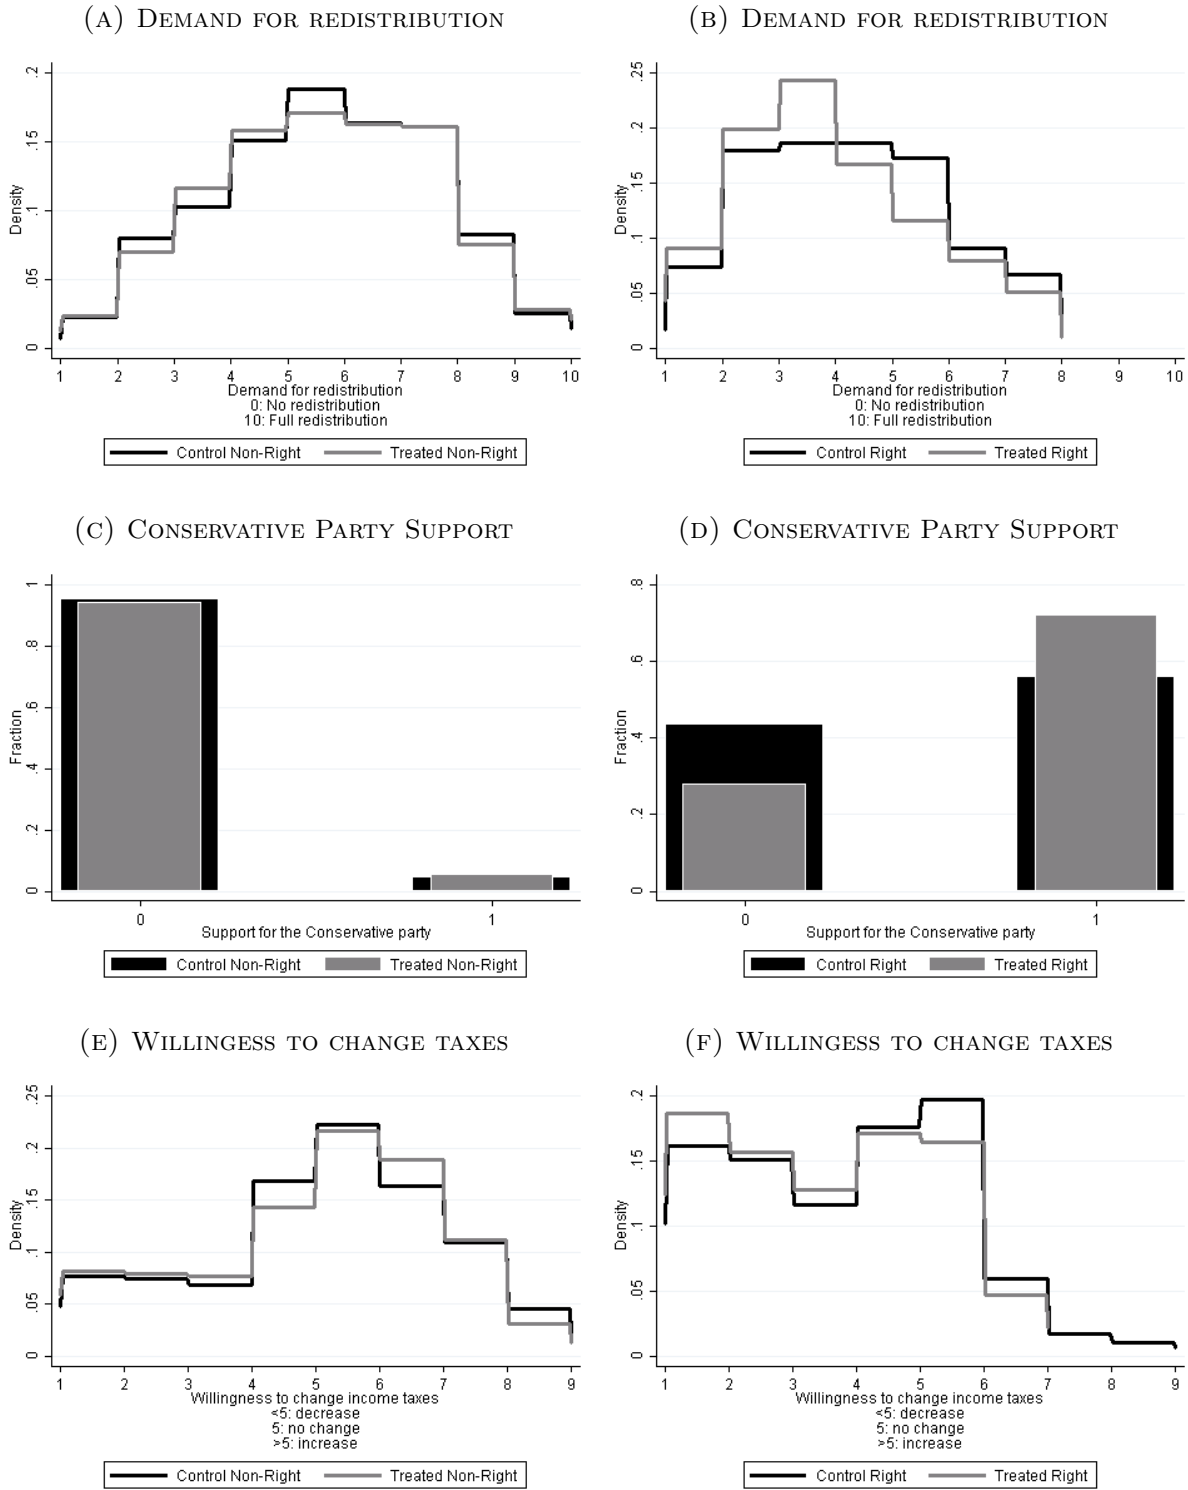 (A) DEMAND FOR REDISTRIBUTION
.2
.15
.1
.05
0
Density
1 2 3 4 5 6 7 8 9 10
Demand for redistribution
0: No redistribution
10: Full redistribution
Control Non-Right Treated Non-Right
(B) DEMAND FOR REDISTRIBUTION
.25
.2
.15
.1
.05
0
Density
1 2 3 4 5 6 7 8 9 10
Demand for redistribution
0: No redistribution
10: Full redistribution
Control Right Treated Right
(C) CONSERVATIVE PARTY SUPPORT
1
.8
.6
.4
.2
0
Fraction
0 1
Support for the Conservative party
Control Non-Right Treated Non-Right
(D) CONSERVATIVE PARTY SUPPORT
.8
.6
.4
.2
0
Fraction
0 1
Support for the Conservative party
Control Right Treated Right
(E) WILLINGESS TO CHANGE TAXES
.25
.2
.15
.1
.05
0
Density
1 2 3 4 5 6 7 8 9
Willingness to change income taxes
<5: decrease
5: no change
>5: increase
Control Non-Right Treated Non-Right
(F) WILLINGESS TO CHANGE TAXES
.2
.15
.1
.05
0
Density
1 2 3 4 5 6 7 8 9
Willingness to change income taxes
<5: decrease
5: no change
>5: increase
Control Right Treated Right